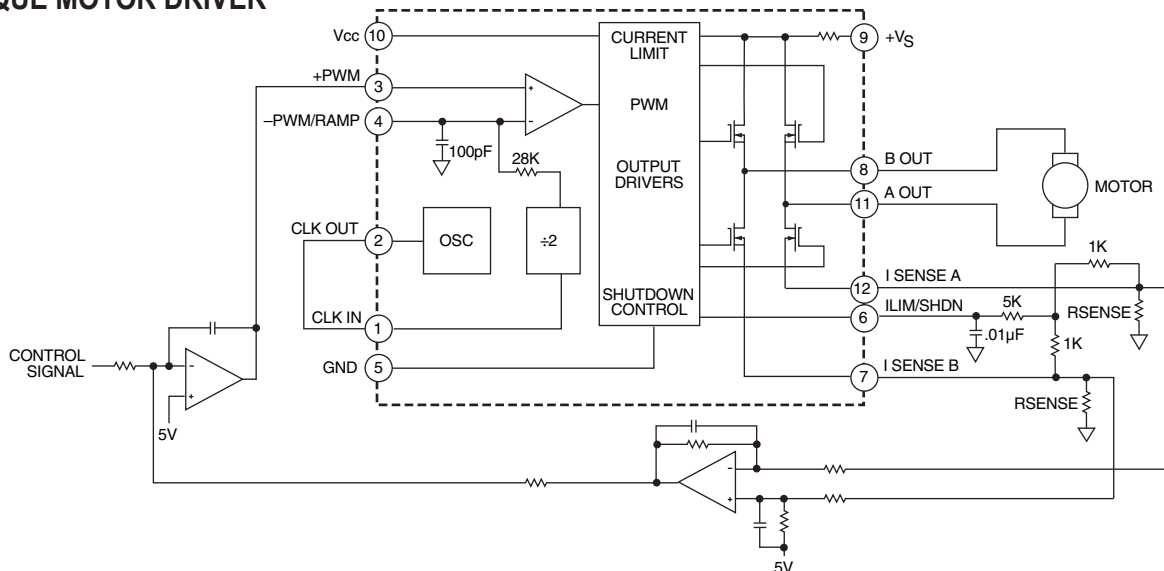 QUE MOTOR DRIVER
Vcc 10
CURRENT
LIMIT
9 +VS
+PWM
3
PWM
–PWM/RAMP 4
100pF
28K
OUTPUT
DRIVERS
8 B OUT
A OUT
11
MOTOR
CLK OUT
2
OSC
÷2
1K
I SENSE A
12
SHUTDOWN
CONTROL
ILIM/SHDN
6
5K
RSENSE
CLK IN
1
.01µF
1K
CONTROL
SIGNAL
–
+
5V
GND 5
I SENSE B
7
RSENSE
+
–
–
+
5V